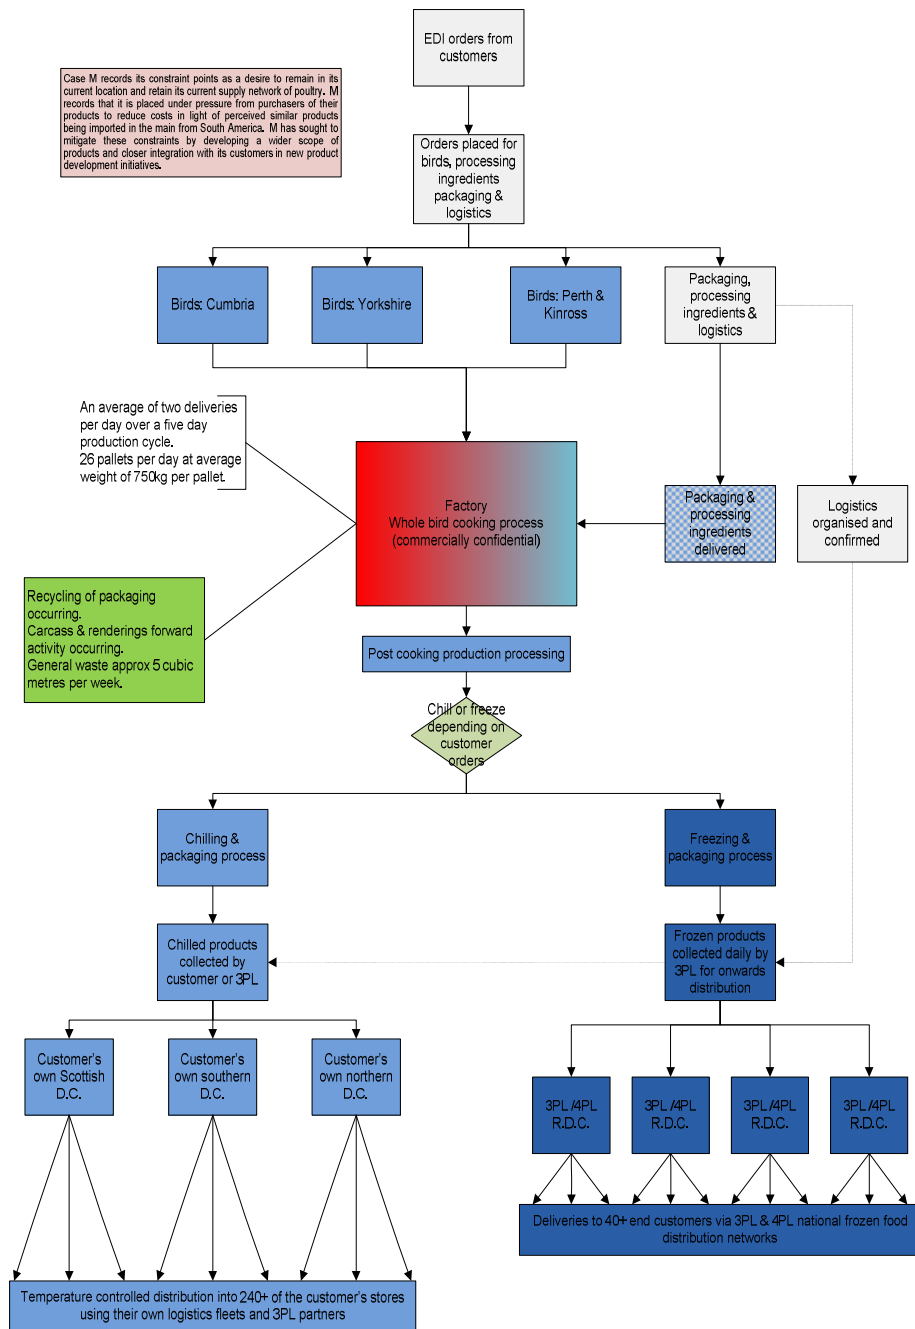 EDI orders from
customers
Case M records its constraint points as a desire to remain in its
current location and retain its current supply network of poultry. M
records that it is placed under pressure from purchasers of their
products to reduce costs in light of perceived similar products
being imported in the main from South America. M has sought to
mitigate these constraints by developing a wider scope of
products and closer integration with its customers in new product
development initiatives.
Orders placed for
birds, processing
ingredients
packaging &
logistics
Birds: Cumbria
Birds: Yorkshire
Birds: Perth &
Kinross
Packaging,
processing
ingredients &
logistics
An average of two deliveries
per day over a five day
production cycle.
26 pallets per day at average
weight of 750kg per pallet.
Factory
Whole bird cooking process
(commercially confidential)
Packaging &
processing
ingredients
delivered
Logistics
organised and
confirmed
Recycling of packaging
occurring.
Carcass & renderings forward
activity occurring.
General waste approx 5 cubic
metres per week.
Post cooking production processing
Chill or freeze
depending on
customer
orders
Chilling &
packaging process
Freezing &
packaging process
Chilled products
collected by
customer or 3PL
Frozen products
collected daily by
3PL for onwards
distribution
Customer's
own Scottish
D.C.
Customer's
own southern
D.C.
Customer's
own northern
D.C.
3PL /4PL
R.D.C.
3PL /4PL
R.D.C.
3PL /4PL
R.D.C.
3PL /4PL
R.D.C.
Deliveries to 40+ end customers via 3PL & 4PL national frozen food
distribution networks
Temperature controlled distribution into 240+ of the customer's stores
using their own logistics fleets and 3PL partners